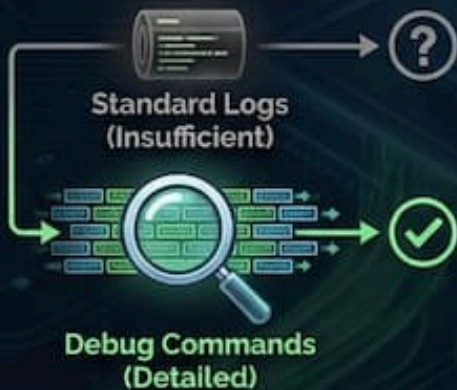 Standard Logs
(Insufficient)
?
Debug Commands
(Detailed)